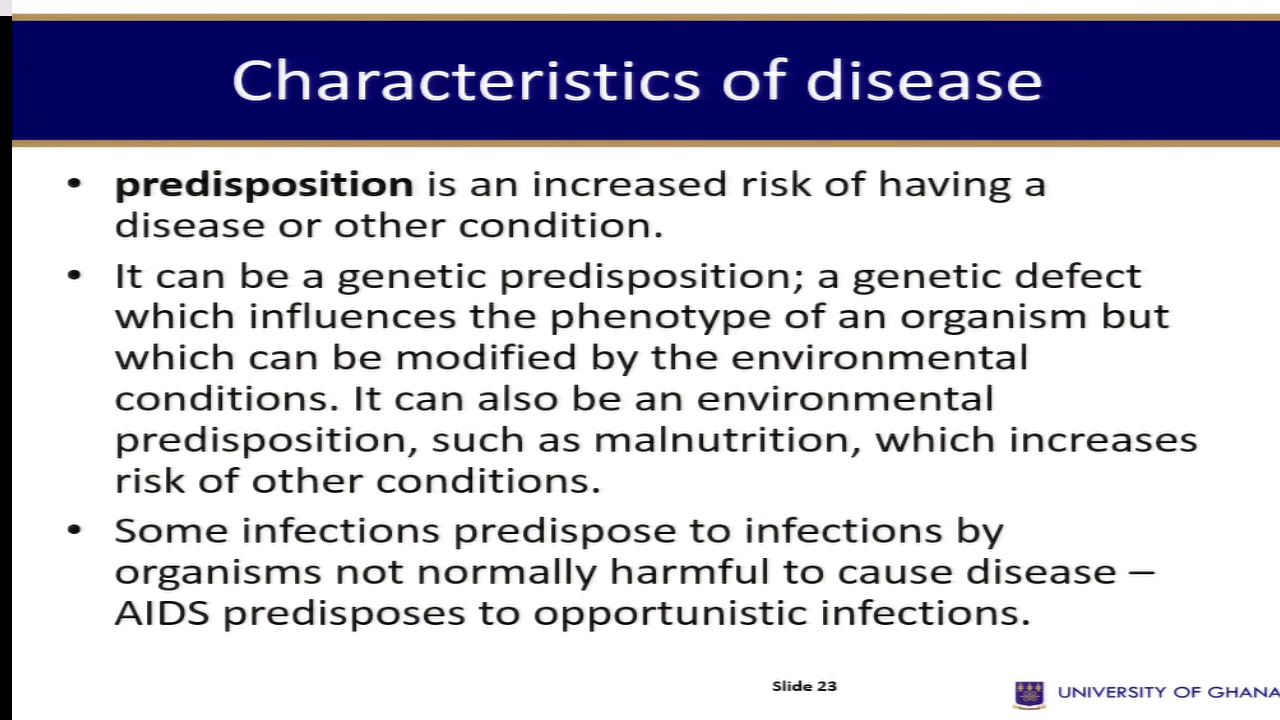 Characteristics of disease
• predisposition is an increased risk of having a
disease or other condition.
• It can be a genetic predisposition; a genetic defect
which influences the phenotype of an organism but
which can be modified by the environmental
conditions. It can also be an environmental
predisposition, such as malnutrition, which increases
risk of other conditions.
• Some infections predispose to infections by
organisms not normally harmful to cause disease –
AIDS predisposes to opportunistic infections.
Slide 23
UNIVERSITY OF GHANA